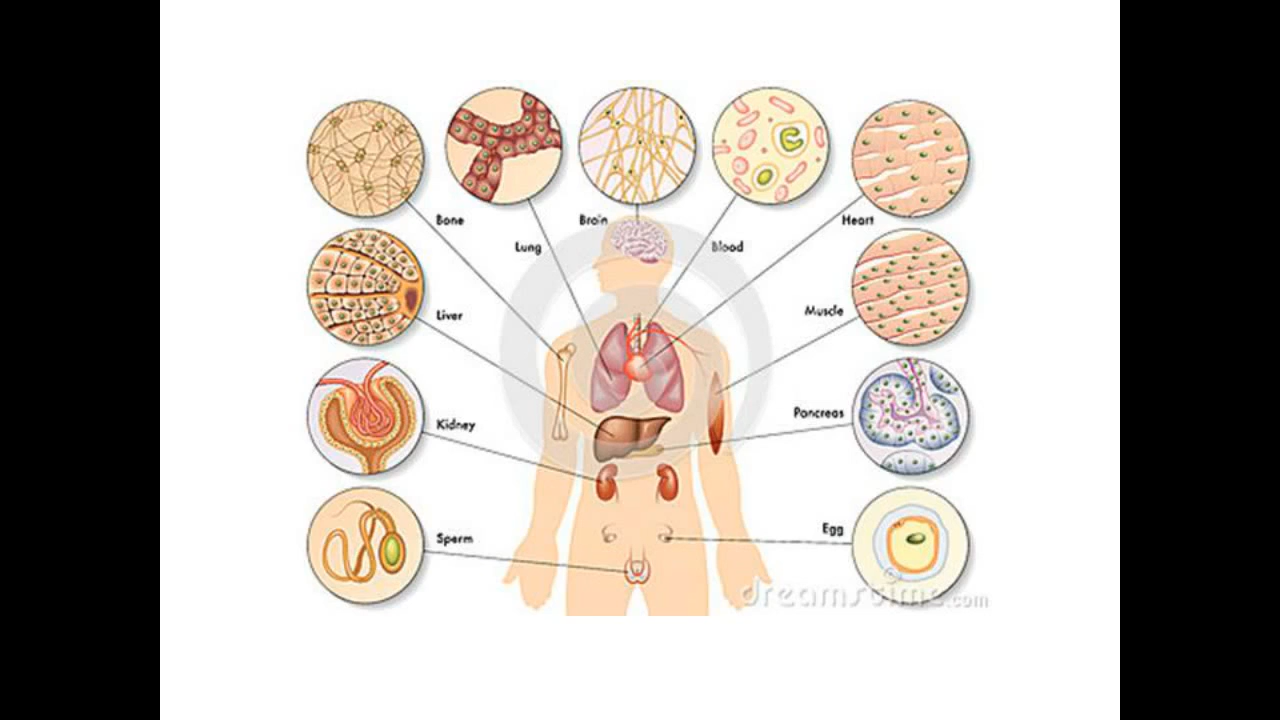 Bone
Lung
Brain
Blood
Heart
Liver
Muscle
Kidney
Pancreas
Sperm
Egg
dreamstime.com